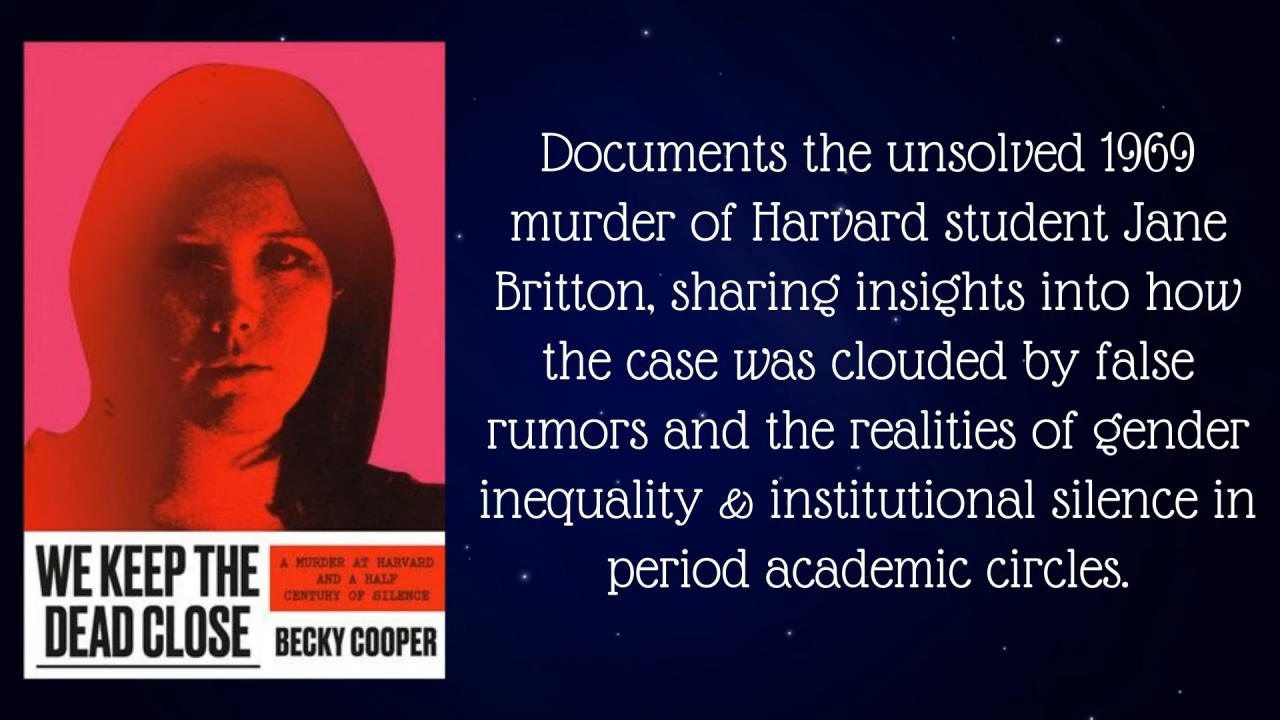 WE KEEP THE
DEAD CLOSE
A MURDER AT HARVARD
AND A HALF
CENTURY OF SILENCE
BECKY COOPER
Documents the unsolved 1969
murder of Harvard student Jane
Britton, sharing insights into how
the case was clouded by false
rumors and the realities of gender
inequality & institutional silence in
period academic circles.